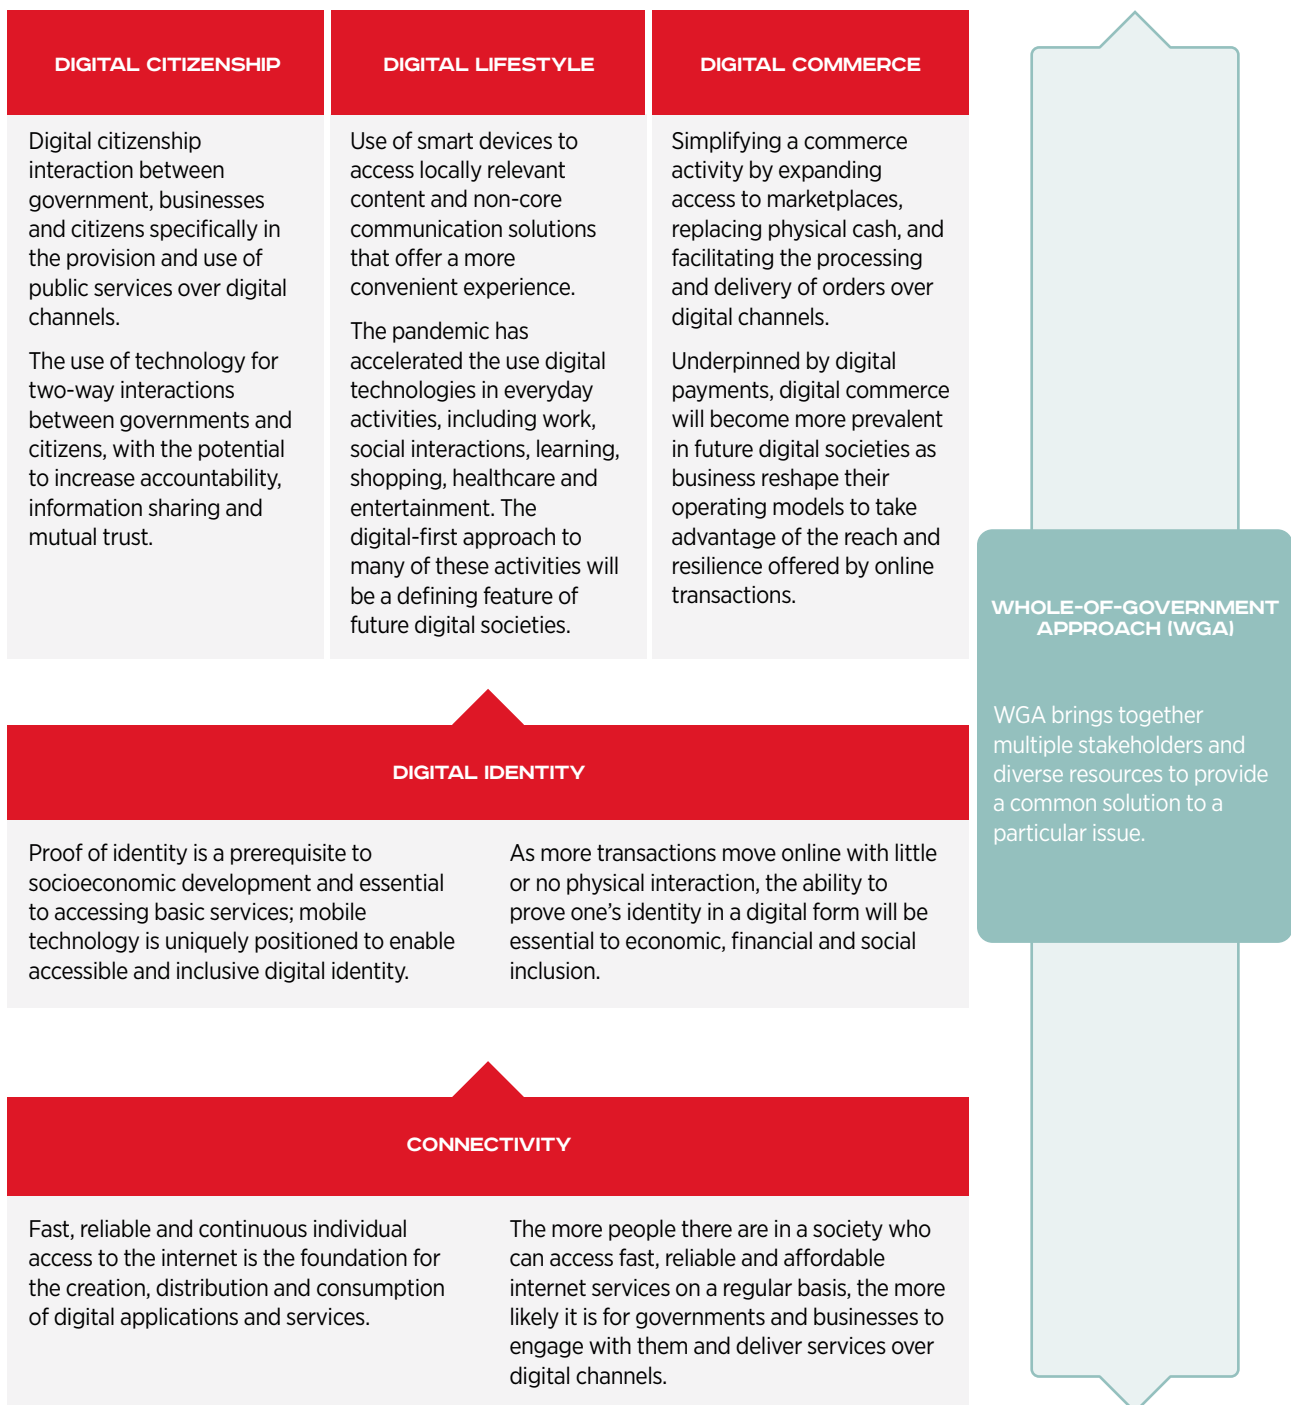 DIGITAL CITIZENSHIP
Digital citizenship
interaction between
government, businesses
and citizens specifically in
the provision and use of
public services over digital
channels.
The use of technology for
two-way interactions
between governments and
citizens, with the potential
to increase accountability,
information sharing and
mutual trust.
DIGITAL LIFESTYLE
Use of smart devices to
access locally relevant
content and non-core
communication solutions
that offer a more
convenient experience.
The pandemic has
accelerated the use digital
technologies in everyday
activities, including work,
social interactions, learning,
shopping, healthcare and
entertainment. The
digital-first approach to
many of these activities will
be a defining feature of
future digital societies.
DIGITAL COMMERCE
Simplifying a commerce
activity by expanding
access to marketplaces,
replacing physical cash, and
facilitating the processing
and delivery of orders over
digital channels.
Underpinned by digital
payments, digital commerce
will become more prevalent
in future digital societies as
business reshape their
operating models to take
advantage of the reach and
resilience offered by online
transactions.
DIGITAL IDENTITY
Proof of identity is a prerequisite to
socioeconomic development and essential
to accessing basic services; mobile
technology is uniquely positioned to enable
accessible and inclusive digital identity.
As more transactions move online with little
or no physical interaction, the ability to
prove one’s identity in a digital form will be
essential to economic, financial and social
inclusion.
CONNECTIVITY
Fast, reliable and continuous individual
access to the internet is the foundation for
the creation, distribution and consumption
of digital applications and services.
The more people there are in a society who
can access fast, reliable and affordable
internet services on a regular basis, the more
likely it is for governments and businesses to
engage with them and deliver services over
digital channels.
WHOLE-OF-GOVERNMENT
APPROACH (WGA)
WGA brings together
multiple stakeholders and
diverse resources to provide
a common solution to a
particular issue.